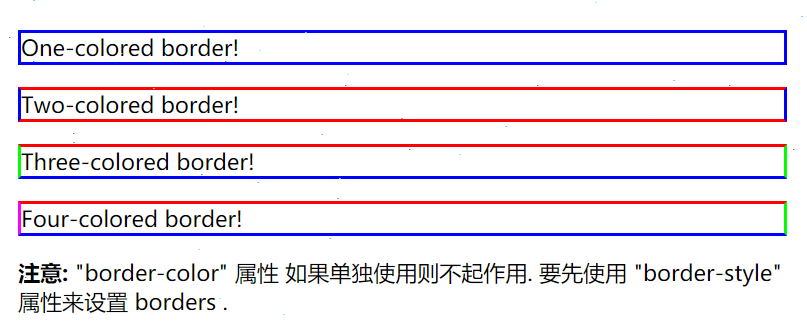 One-colored border!
Two-colored border!
Three-colored border!
Four-colored border!
注意: "border-color" 属性 如果单独使用则不起作用. 要先使用 "border-style"
属性来设置 borders .